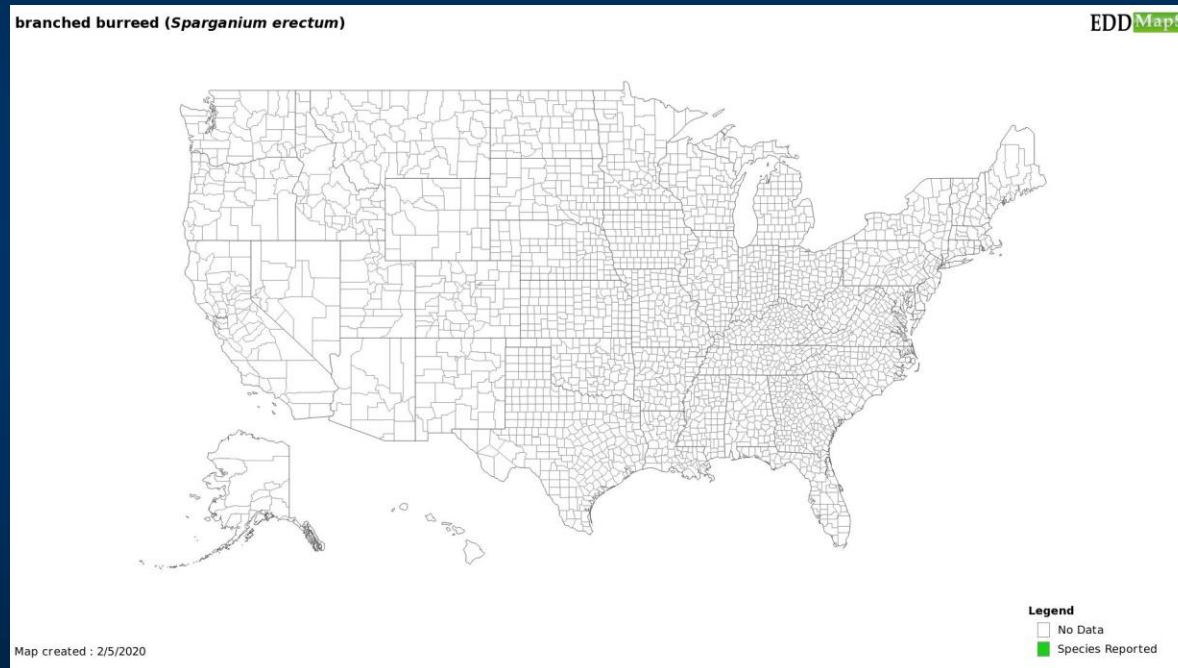 branched burreed (Sparganium erectum)
EDDMapS
Legend
No Data
Species Reported
Map created : 2/5/2020